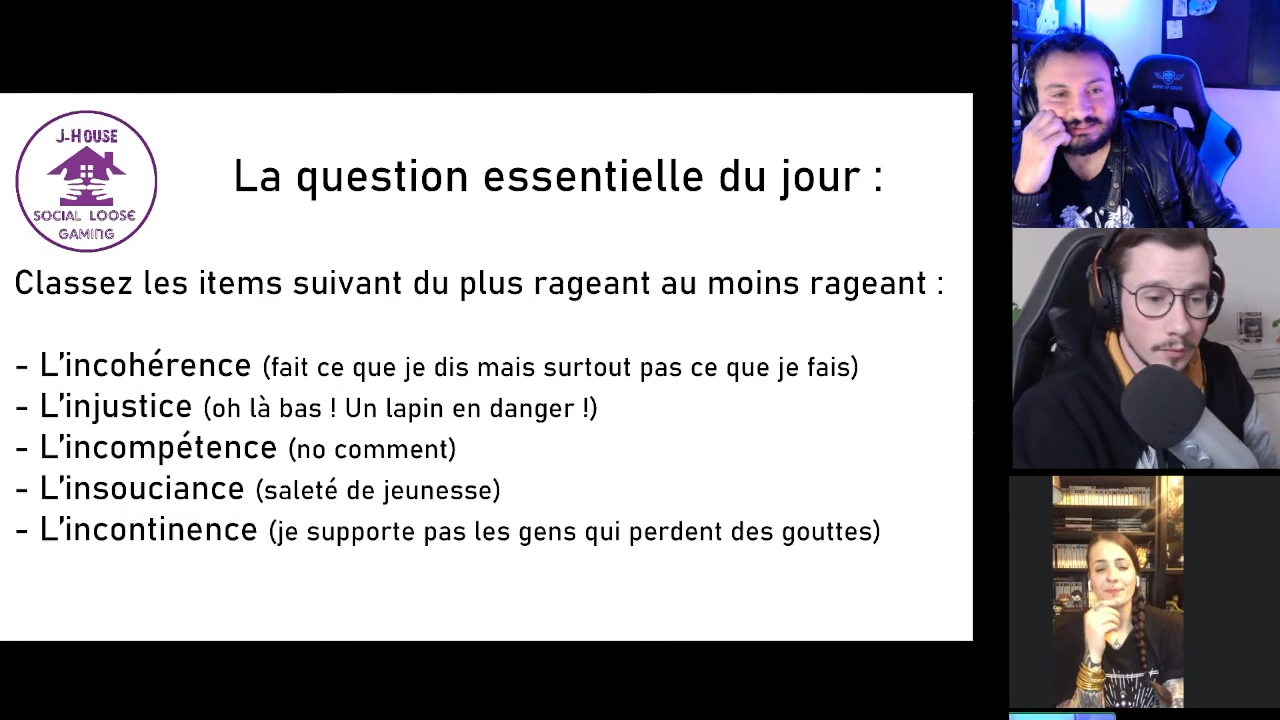 J-HOUSE
SOCIAL LOOSE
GAMING
La question essentielle du jour :
Classez les items suivant du plus rageant au moins rageant :
- L'incohérence (fait ce que je dis mais surtout pas ce que je fais)
- L'injustice (oh là bas ! Un lapin en danger !)
- L'incompétence (no comment)
- L'insouciance (saleté de jeunesse)
- L'incontinence (je supporte pas les gens qui perdent des gouttes)